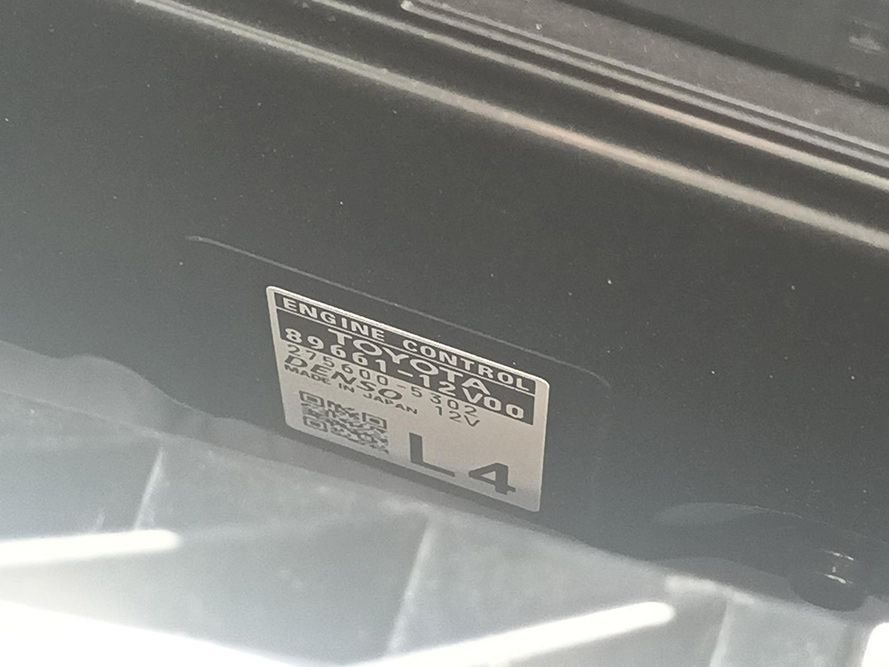 ENGINE CONTROL
TOYOTA
89661-12V00
275600-5302
DENSO 12V
MADE IN JAPAN
L4